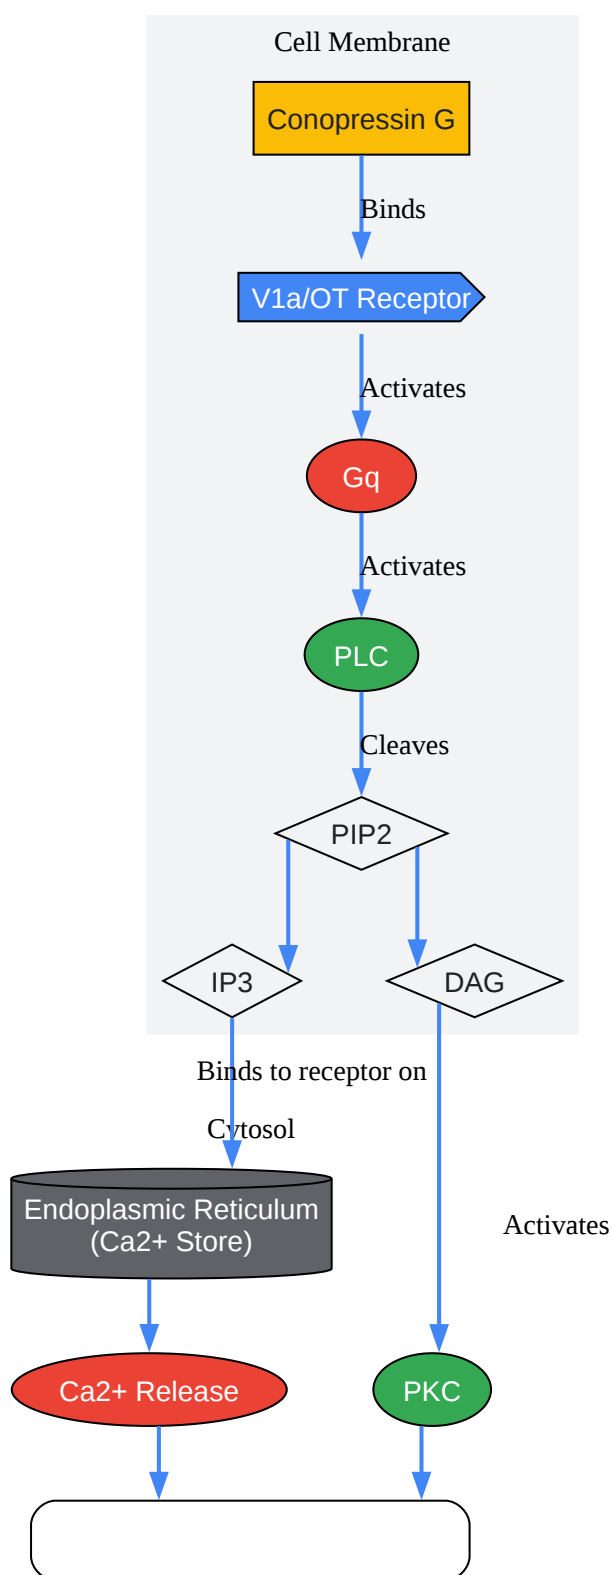 Cell Membrane
Conopressin G
Binds
V1a/OT Receptor
Activates
Gq
Activates
PLC
Cleaves
PIP2
IP3
DAG
Binds to receptor on
Cytosol
Endoplasmic Reticulum
(Ca2+ Store)
Activates
Ca2+ Release
PKC